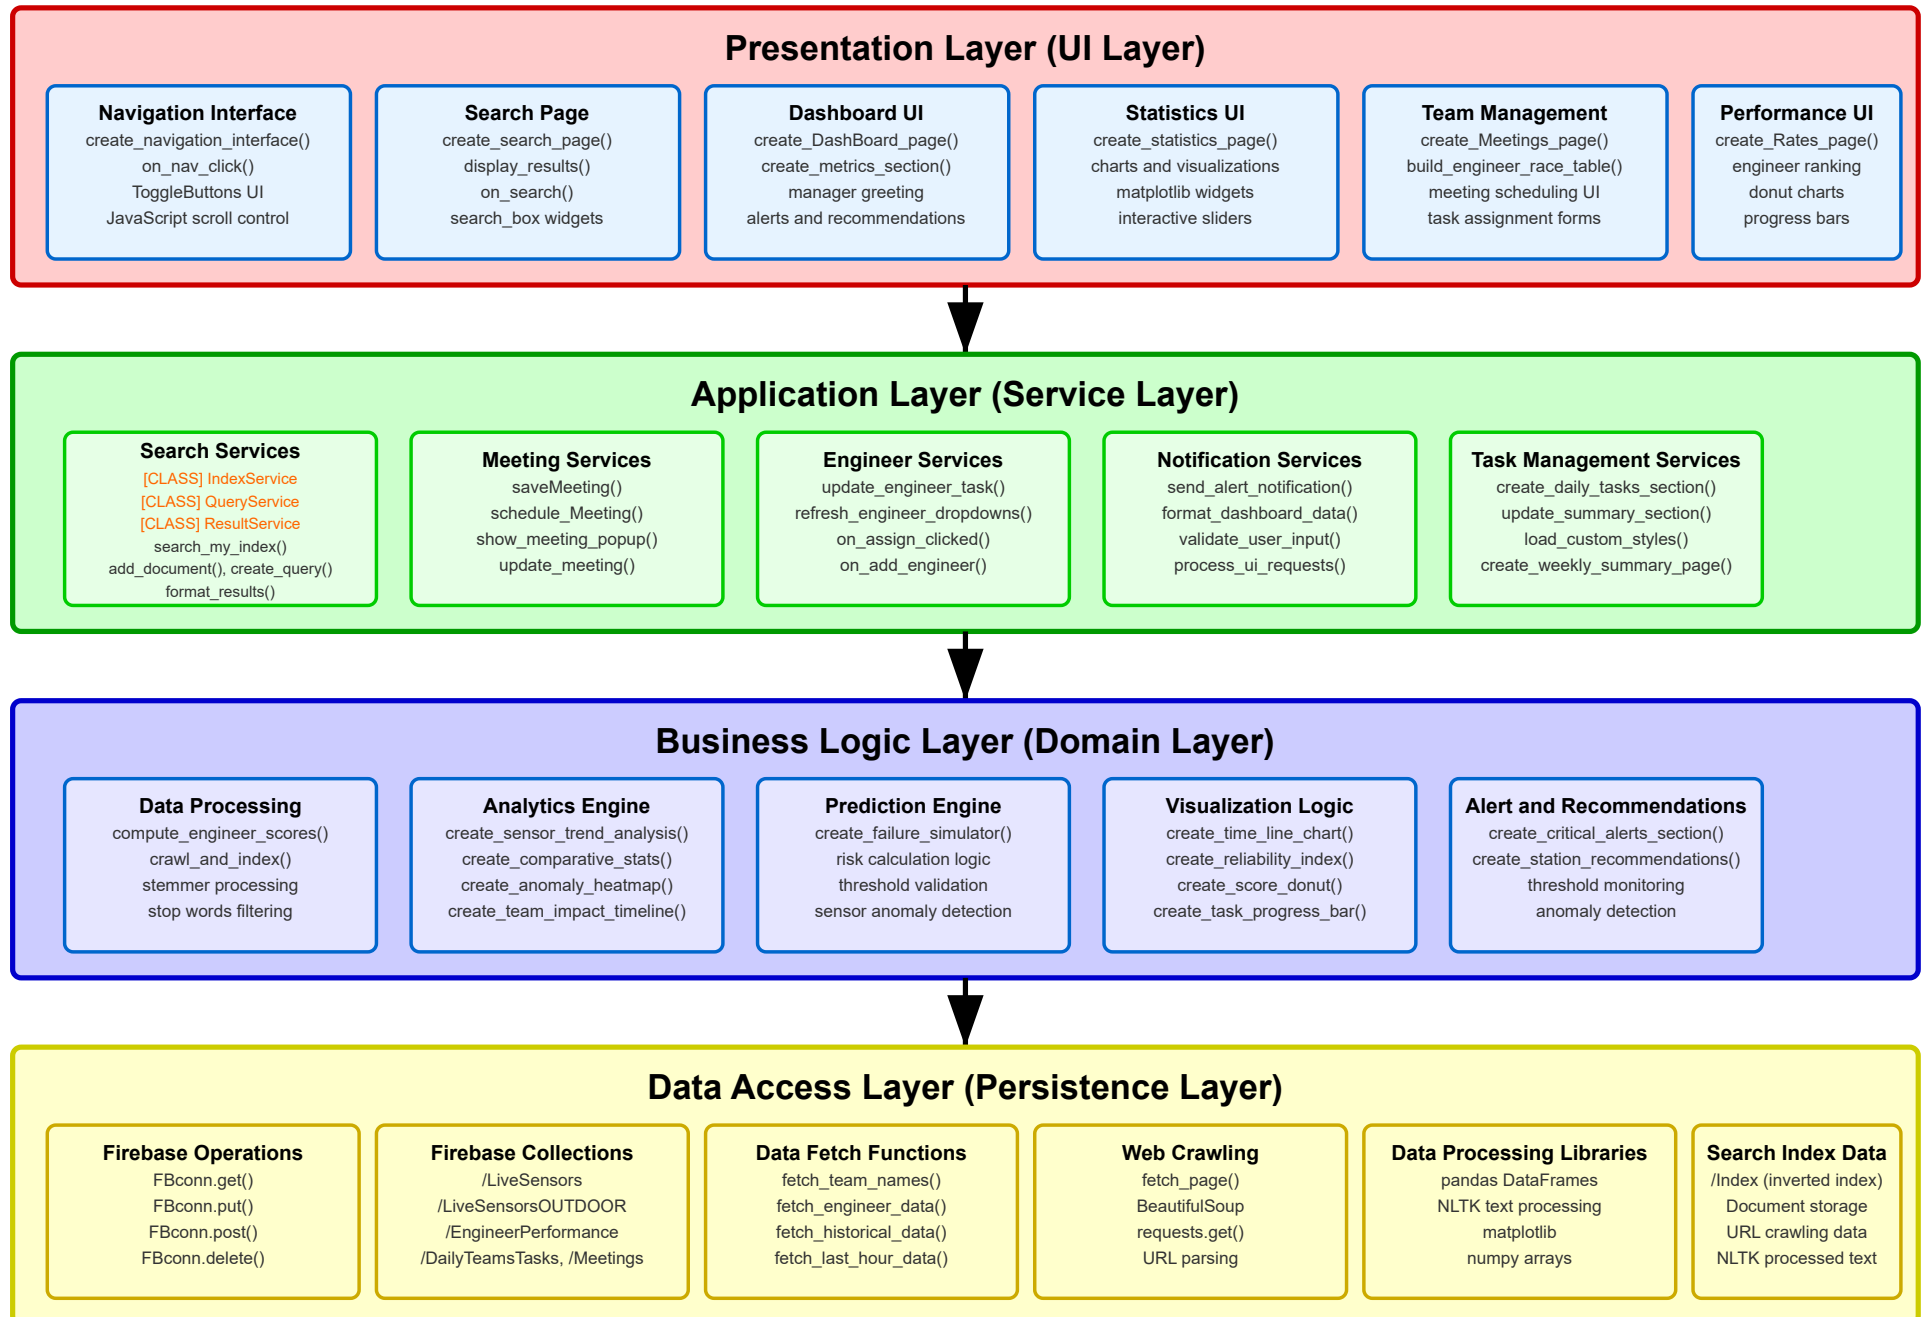 Presentation Layer (UI Layer)
Navigation Interface
create_navigation_interface()
on_nav_click()
ToggleButtons UI
JavaScript scroll control
Search Page
create_search_page()
display_results()
on_search()
search_box widgets
Dashboard UI
create_DashBoard_page()
create_metrics_section()
manager greeting
alerts and recommendations
Statistics UI
create_statistics_page()
charts and visualizations
matplotlib widgets
interactive sliders
Team Management
create_Meetings_page()
build_engineer_race_table()
meeting scheduling UI
task assignment forms
Performance UI
create_Rates_page()
engineer ranking
donut charts
progress bars
Application Layer (Service Layer)
Search Services
[CLASS] IndexService
[CLASS] QueryService
[CLASS] ResultService
search_my_index()
add_document(), create_query()
format_results()
Meeting Services
saveMeeting()
schedule_Meeting()
show_meeting_popup()
update_meeting()
Engineer Services
update_engineer_task()
refresh_engineer_dropdowns()
on_assign_clicked()
on_add_engineer()
Notification Services
send_alert_notification()
format_dashboard_data()
validate_user_input()
process_ui_requests()
Task Management Services
create_daily_tasks_section()
update_summary_section()
load_custom_styles()
create_weekly_summary_page()
Business Logic Layer (Domain Layer)
Data Processing
compute_engineer_scores()
crawl_and_index()
stemmer processing
stop words filtering
Analytics Engine
create_sensor_trend_analysis()
create_comparative_stats()
create_anomaly_heatmap()
create_team_impact_timeline()
Prediction Engine
create_failure_simulator()
risk calculation logic
threshold validation
sensor anomaly detection
Visualization Logic
create_time_line_chart()
create_reliability_index()
create_score_donut()
create_task_progress_bar()
Alert and Recommendations
create_critical_alerts_section()
create_station_recommendations()
threshold monitoring
anomaly detection
Data Access Layer (Persistence Layer)
Firebase Operations
FBconn.get()
FBconn.put()
FBconn.post()
FBconn.delete()
Firebase Collections
/LiveSensors
/LiveSensorsOUTDOOR
/EngineerPerformance
/DailyTeamsTasks, /Meetings
Data Fetch Functions
fetch_team_names()
fetch_engineer_data()
fetch_historical_data()
fetch_last_hour_data()
Web Crawling
fetch_page()
BeautifulSoup
requests.get()
URL parsing
Data Processing Libraries
pandas DataFrames
NLTK text processing
matplotlib
numpy arrays
Search Index Data
/Index (inverted index)
Document storage
URL crawling data
NLTK processed text